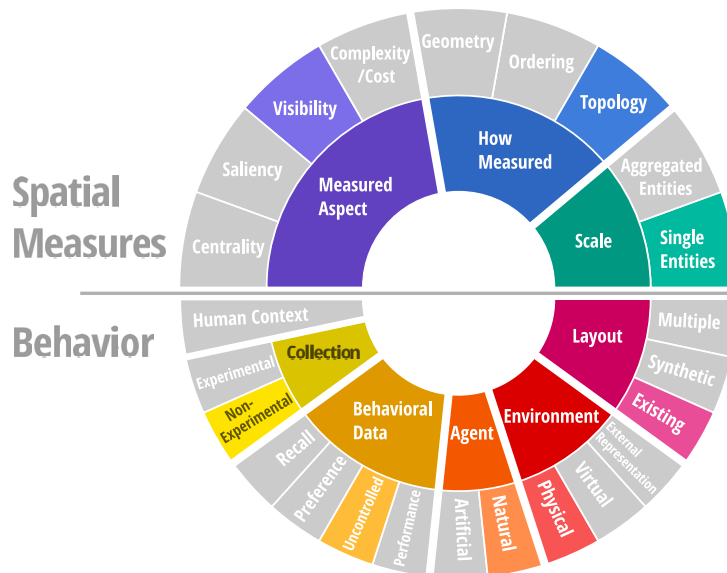 Geometry
Ordering
Complexity
/Cost
Visibility
Topology
How
Measured
Saliency
Measured
Aspect
Aggregated
Entities
Spatial
Measures
Centrality
Scale
Single
Entities
Human Context
Behavior
Layout
Multiple
Experimental
Collection
Synthetic
Non-
Experimental
Behavioral
Data
Agent
Environment
Existing
Recall
Preference
Uncontrolled
Performance
Artificial
Natural
Physical
Virtual
External
Representation